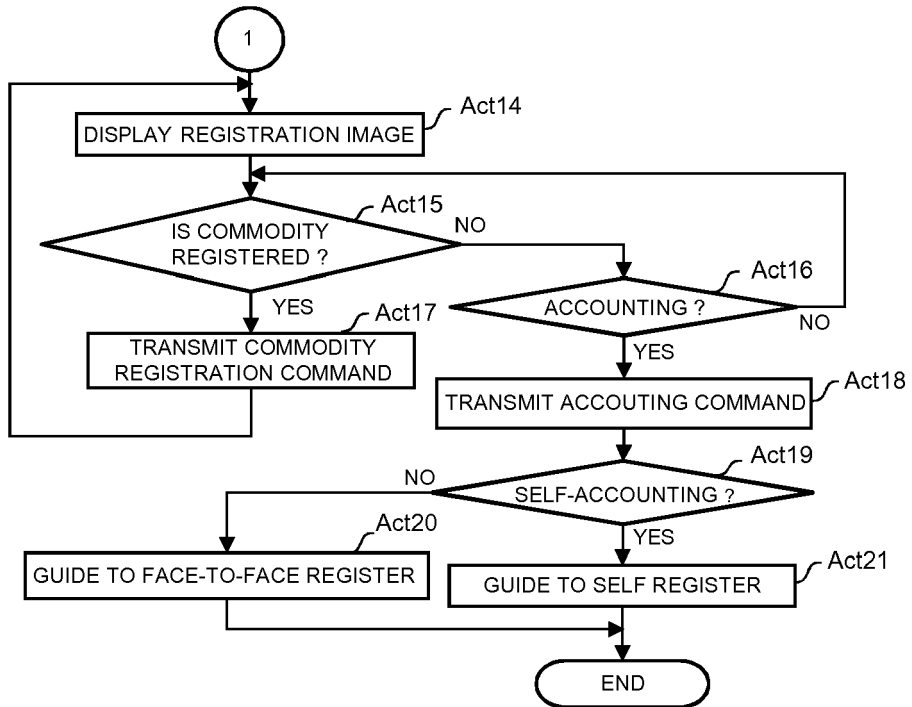 1
Act14
DISPLAY REGISTRATION IMAGE
Act15
IS COMMODITY
REGISTERED ?
NO
YES
Act16
ACCOUNTING ?
NO
YES
Act17
TRANSMIT COMMODITY
REGISTRATION COMMAND
Act18
TRANSMIT ACCOUTING COMMAND
Act19
SELF-ACCOUNTING ?
NO
YES
Act20
GUIDE TO FACE-TO-FACE REGISTER
Act21
GUIDE TO SELF REGISTER
END